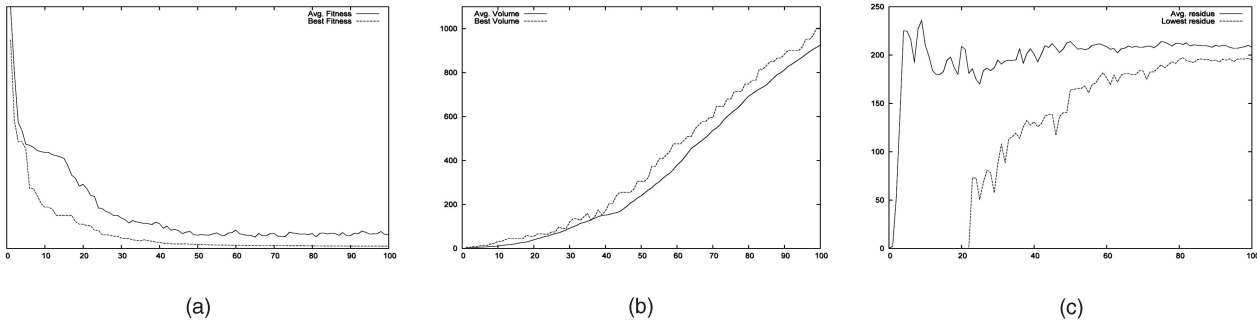 Avg. Fitness
Best Fitness
0 10 20 30 40 50 60 70 80 90 100
(a)
Avg. Volume
Best Volume
1000
800
600
400
200
0
0 10 20 30 40 50 60 70 80 90 100
(b)
Avg. residue
Lowest residue
250
200
150
100
50
0
0 20 40 60 80 100
(c)